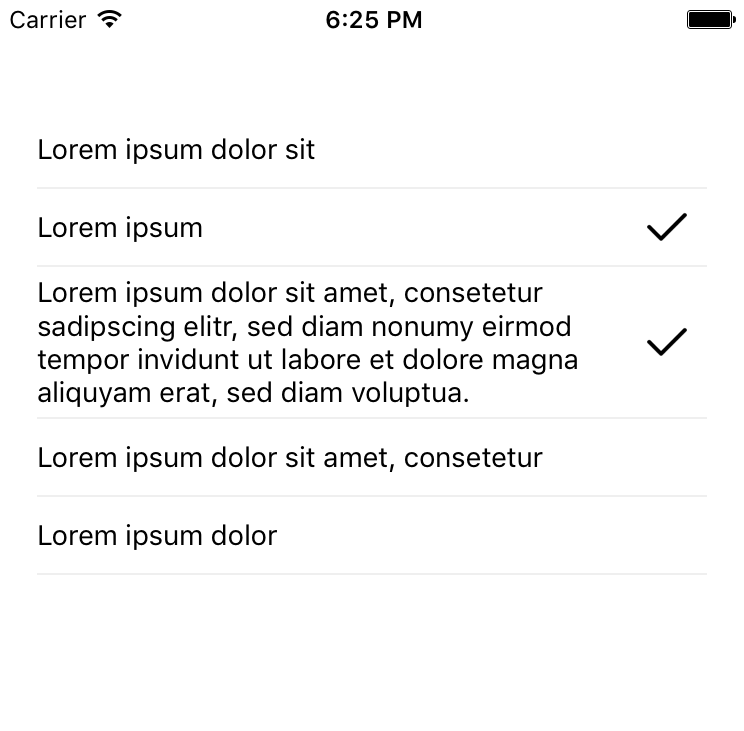 Carrier 6:25 PM
Lorem ipsum dolor sit
Lorem ipsum
Lorem ipsum dolor sit amet, consetetur
sadipscing elitr, sed diam nonumy eirmod
tempor invidunt ut labore et dolore magna
aliquyam erat, sed diam voluptua.
Lorem ipsum dolor sit amet, consetetur
Lorem ipsum dolor